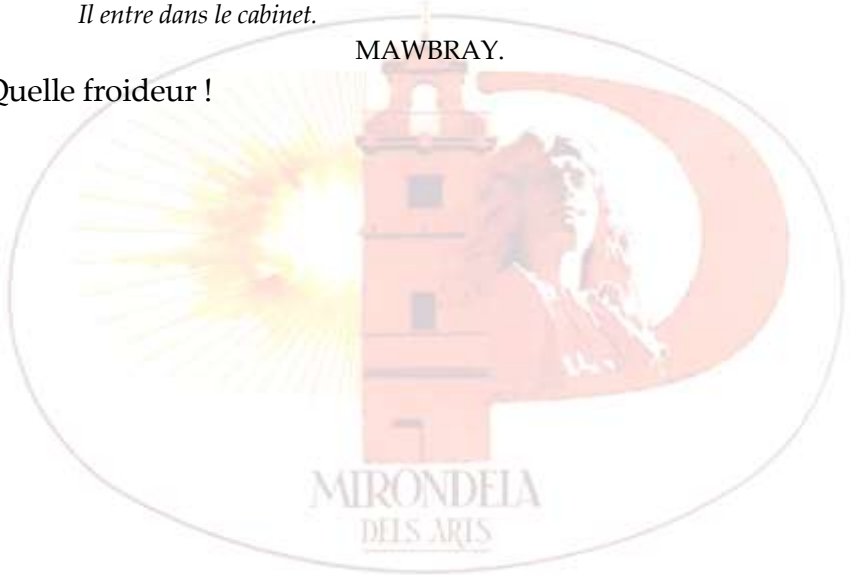 Il entre dans le cabinet.
MAWBRAY.
Quelle froideur !
MIRONDELA
DELS ARTS